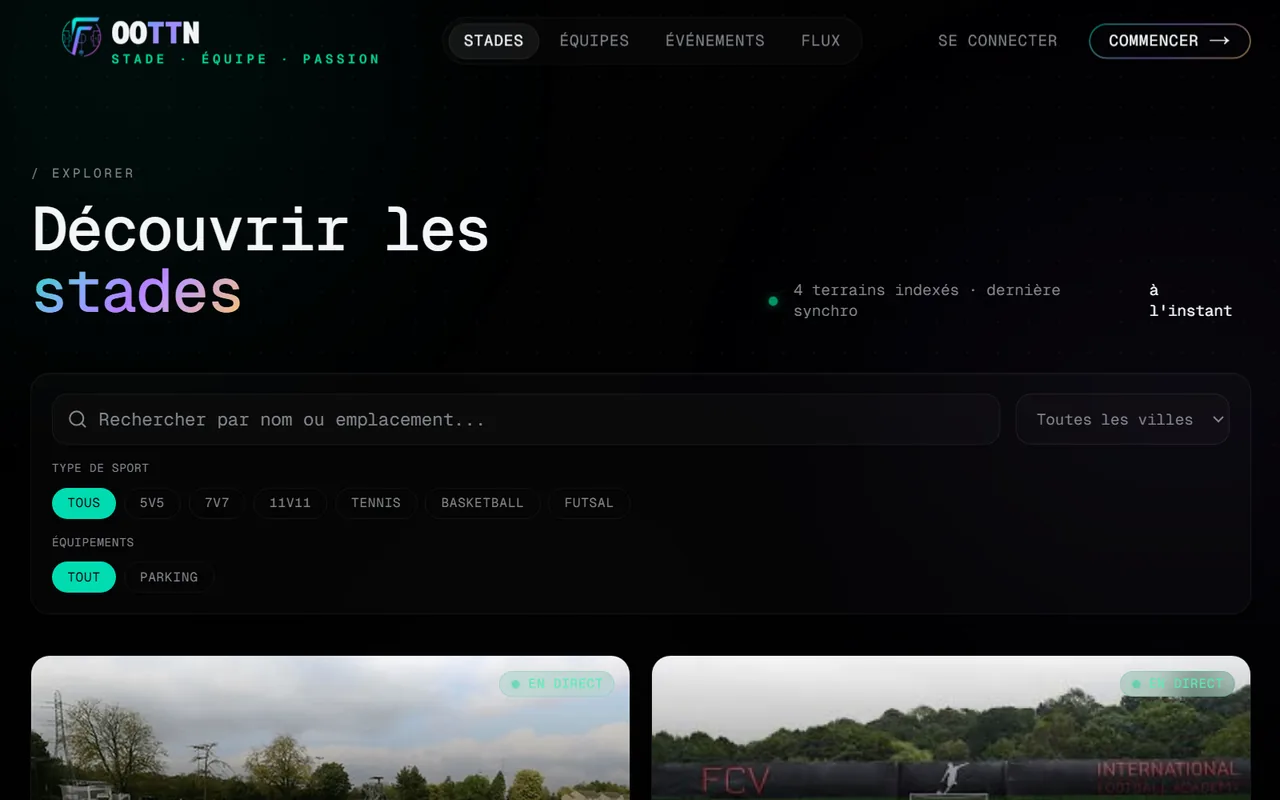 OOTTN
STADE · ÉQUIPE · PASSION
STADES
ÉQUIPES
ÉVÉNEMENTS
FLUX
SE CONNECTER
COMMENCER →
/ EXPLORER
Découvrir les
stades
4 terrains indexés · dernière
synchro
à
l'instant
Rechercher par nom ou emplacement...
Toutes les villes
TYPE DE SPORT
TOUS
5V5
7V7
11V11
TENNIS
BASKETBALL
FUTSAL
ÉQUIPEMENTS
TOUT
PARKING
EN DIRECT
EN DIRECT
FCV
INTERNATIONAL
FOOTBALL ACADEMY